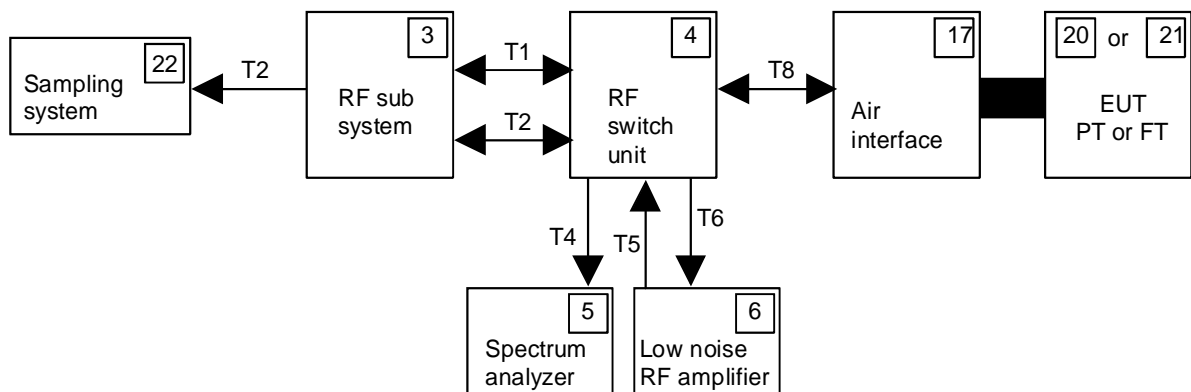 22
Sampling
system
T2
3
RF sub
system
T1
T2
4
RF
switch
unit
T8
17
Air
interface
20 or 21
EUT
PT or FT
T4
T5
T6
5
Spectrum
analyzer
6
Low noise
RF amplifier